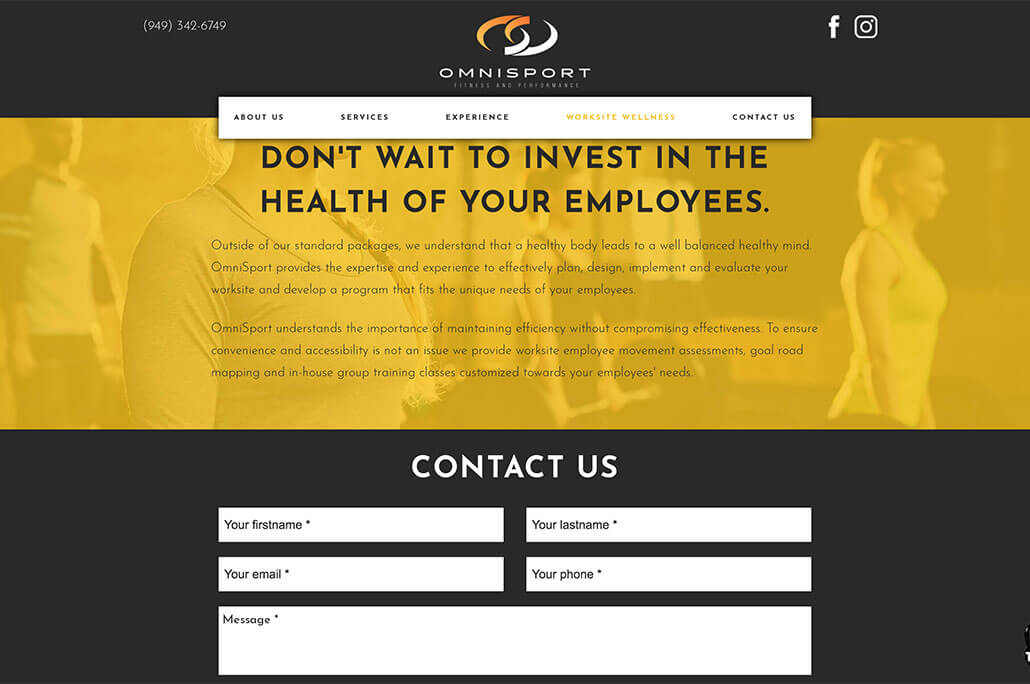 (949) 342-6749
OMNISPORT
FITNESS AND PERFORMANCE
ABOUT US SERVICES EXPERIENCE WORKSITE WELLNESS CONTACT US
DON'T WAIT TO INVEST IN THE
HEALTH OF YOUR EMPLOYEES.
Outside of our standard packages, we understand that a healthy body leads to a well balanced healthy mind.
OmniSport provides the expertise and experience to effectively plan, design, implement and evaluate your
worksite and develop a program that fits the unique needs of your employees.
OmniSport understands the importance of maintaining efficiency without compromising effectiveness. To ensure
convenience and accessibility is not an issue we provide worksite employee movement assessments, goal road
mapping and in-house group training classes customized towards your employees' needs.
CONTACT US
Your firstname * Your lastname *
Your email * Your phone *
Message *